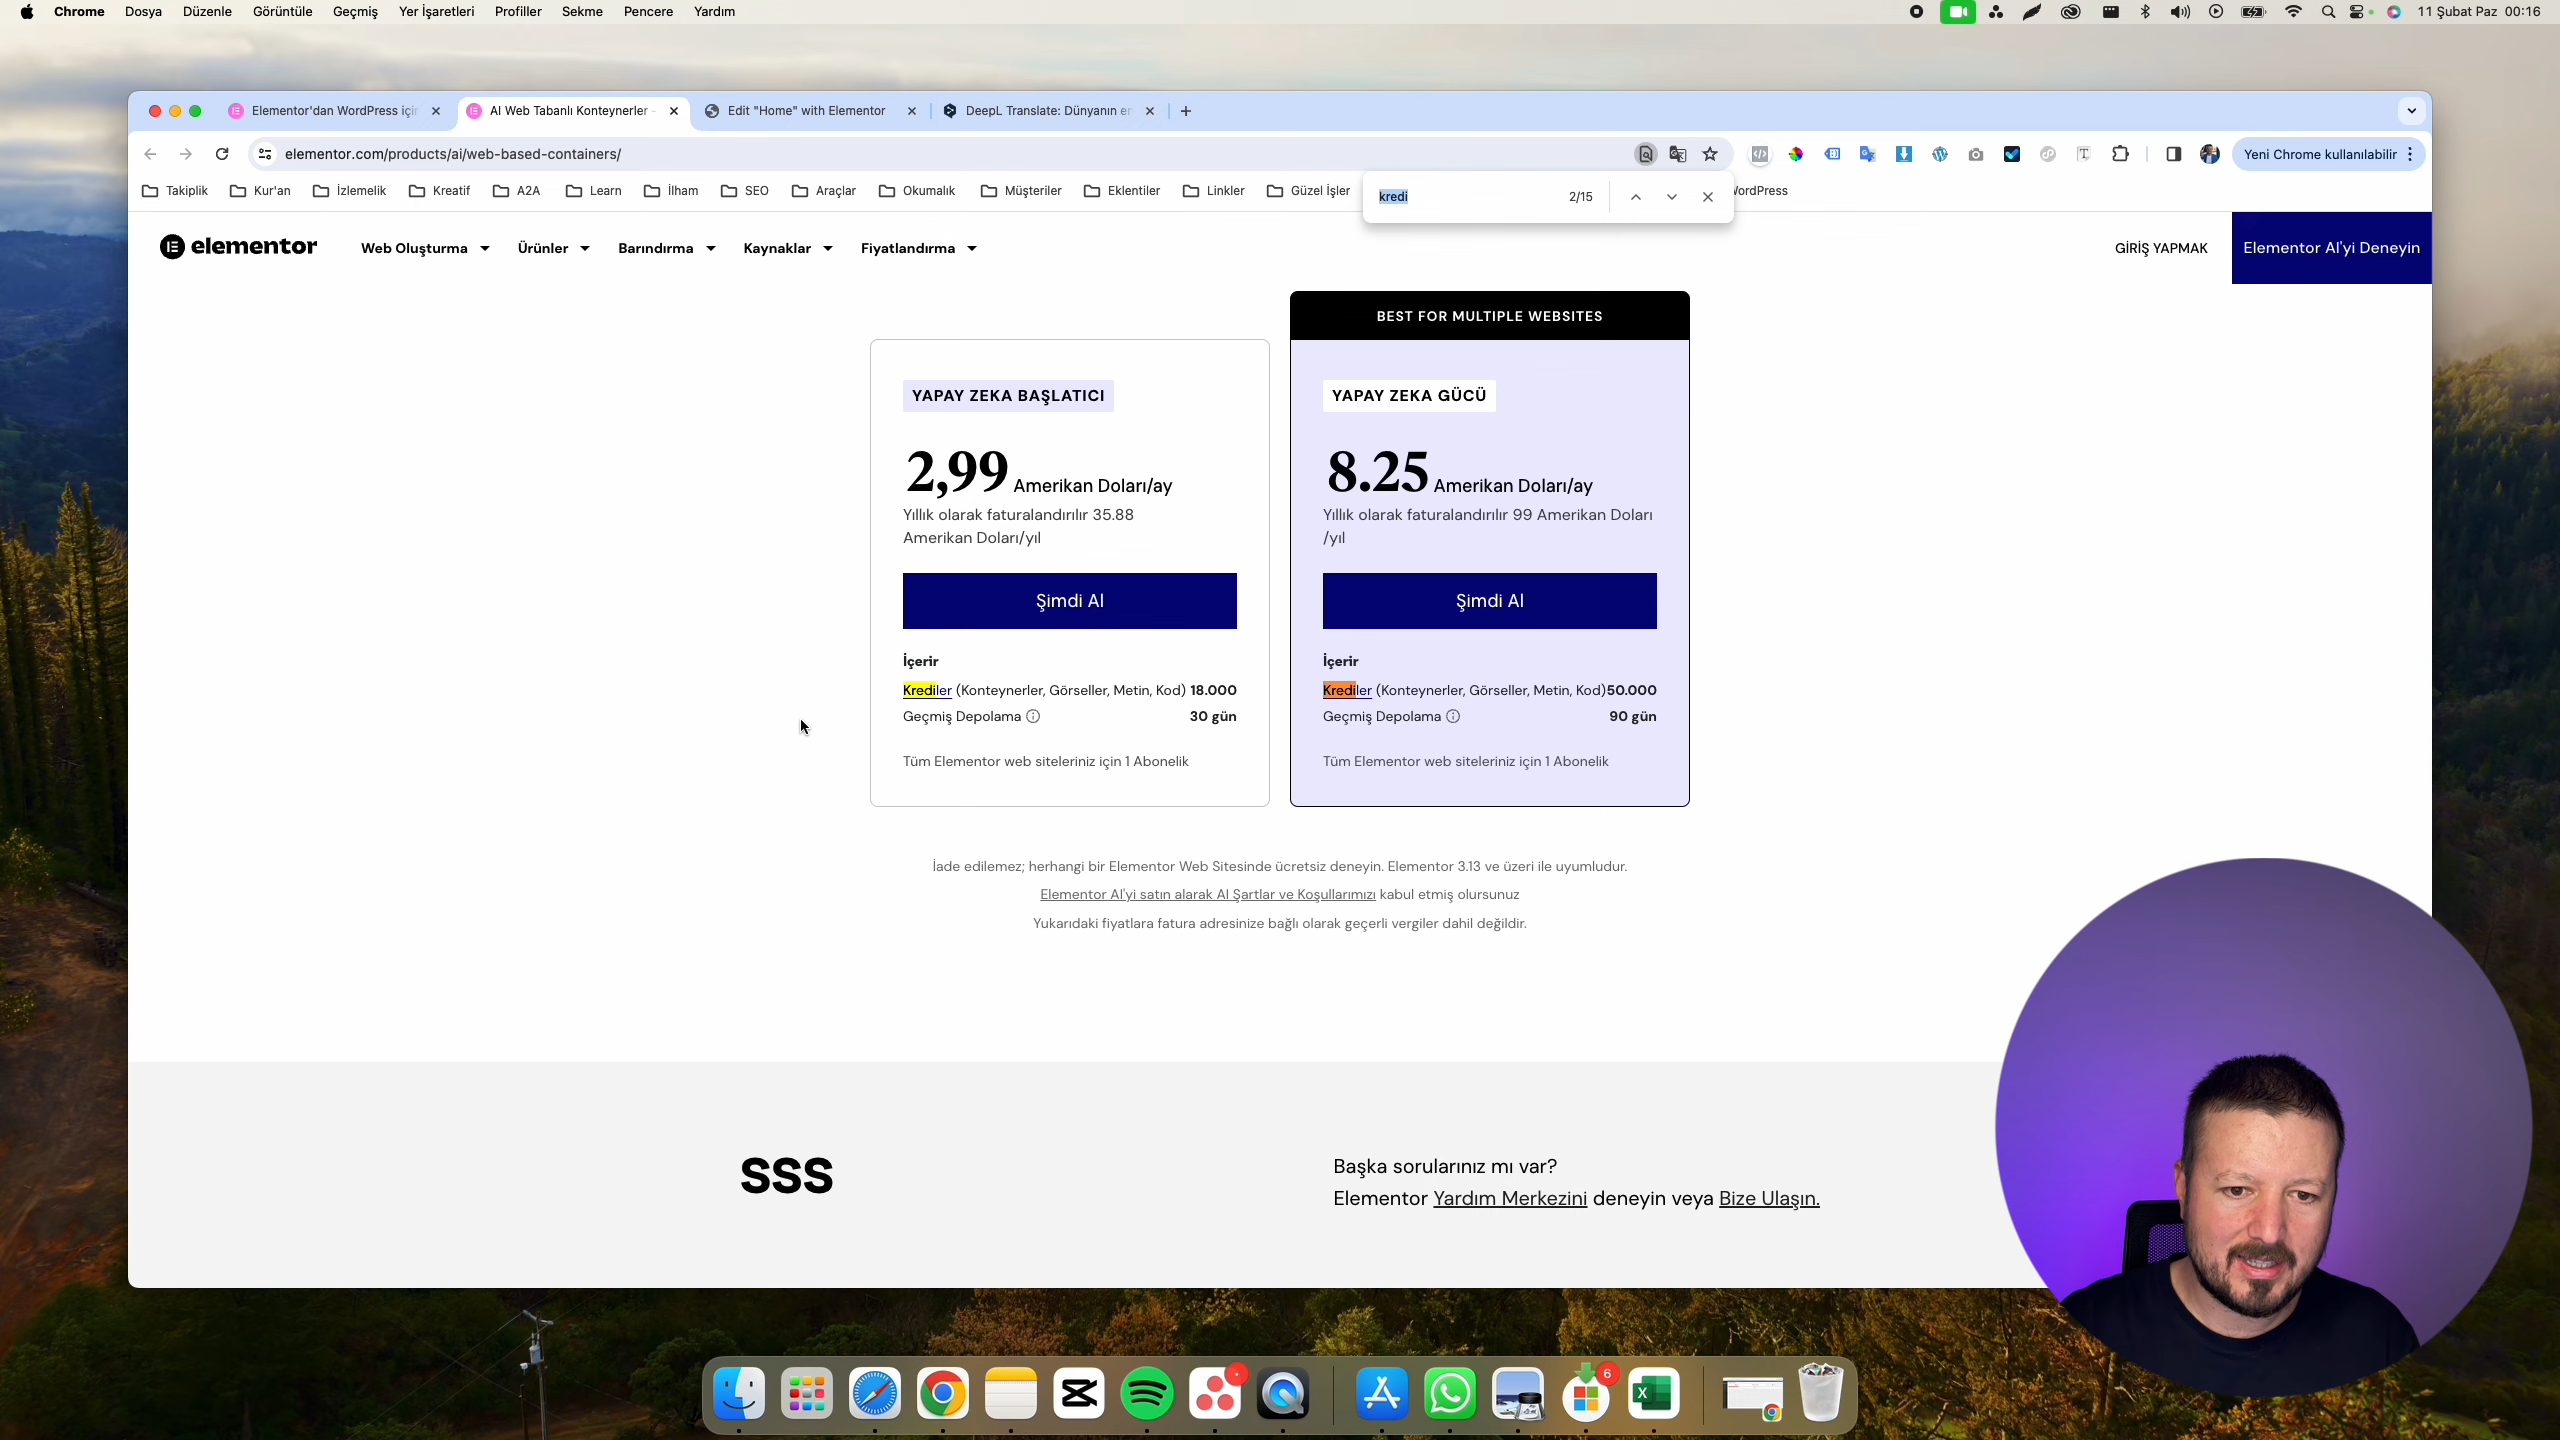 Chrome Dosya Düzenle Görüntüle Geçmiş Yer İşaretleri Profiller Sekme Pencere Yardım
11 Şubat Paz 00:16
Elementor'dan WordPress için
AI Web Tabanlı Konteynerler -
Edit "Home" with Elementor
DeepL Translate: Dünyanın en
elementor.com/products/ai/web-based-containers/
Yeni Chrome kullanılabilir
Takiplik Kur'an İzlemelik Kreatif A2A Learn İlham SEO Araçlar Okumalık Müşteriler Eklentiler Linkler Güzel İşler
WordPress
kredi 2/15
elementor
Web Oluşturma Ürünler Barındırma Kaynaklar Fiyatlandırma
GİRİŞ YAPMAK
Elementor AI'yi Deneyin
YAPAY ZEKA BAŞLATICI
2,99 Amerikan Doları/ay
Yıllık olarak faturalandırılır 35.88
Amerikan Doları/yıl
Şimdi Al
İçerir
Krediler (Konteynerler, Görseller, Metin, Kod) 18.000
Geçmiş Depolama 30 gün
Tüm Elementor web siteleriniz için 1 Abonelik
BEST FOR MULTIPLE WEBSITES
YAPAY ZEKA GÜCÜ
8.25 Amerikan Doları/ay
Yıllık olarak faturalandırılır 99 Amerikan Doları
/yıl
Şimdi Al
İçerir
Krediler (Konteynerler, Görseller, Metin, Kod)50.000
Geçmiş Depolama 90 gün
Tüm Elementor web siteleriniz için 1 Abonelik
İade edilemez; herhangi bir Elementor Web Sitesinde ücretsiz deneyin. Elementor 3.13 ve üzeri ile uyumludur.
Elementor AI'yi satın alarak AI Şartlar ve Koşullarımızı kabul etmiş olursunuz
Yukarıdaki fiyatlara fatura adresinize bağlı olarak geçerli vergiler dahil değildir.
SSS
Başka sorularınız mı var?
Elementor Yardım Merkezini deneyin veya Bize Ulaşın.
6